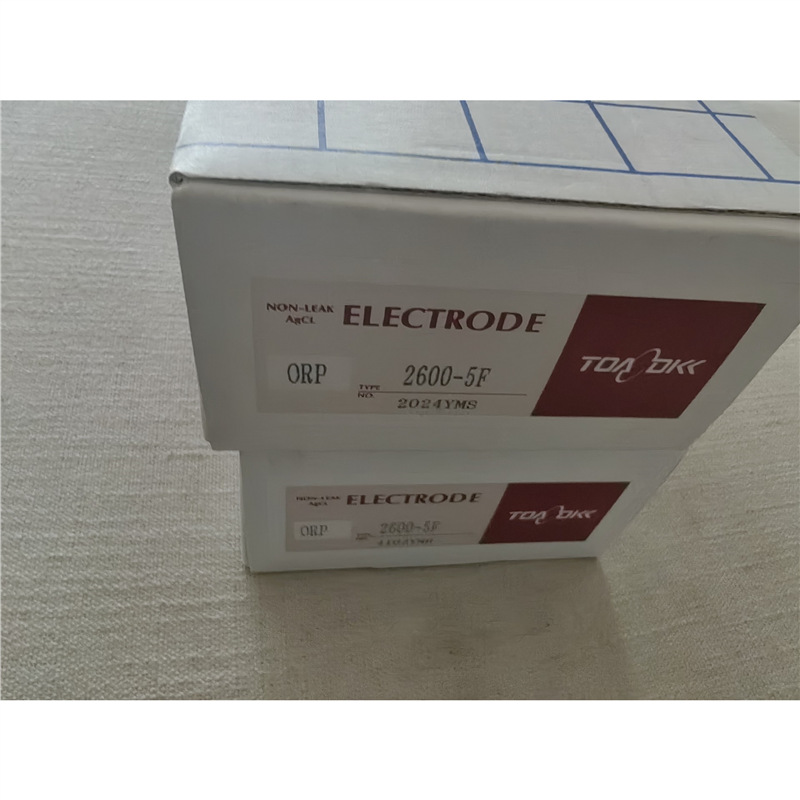 NON-LEAK
AgCL
ELECTRODE
ORP
TYPE
2600-5F
NO.
2024YMS
TOA DKK
NON-LEAK
AgCL
ELECTRODE
ORP
2600-5F
TOA DKK